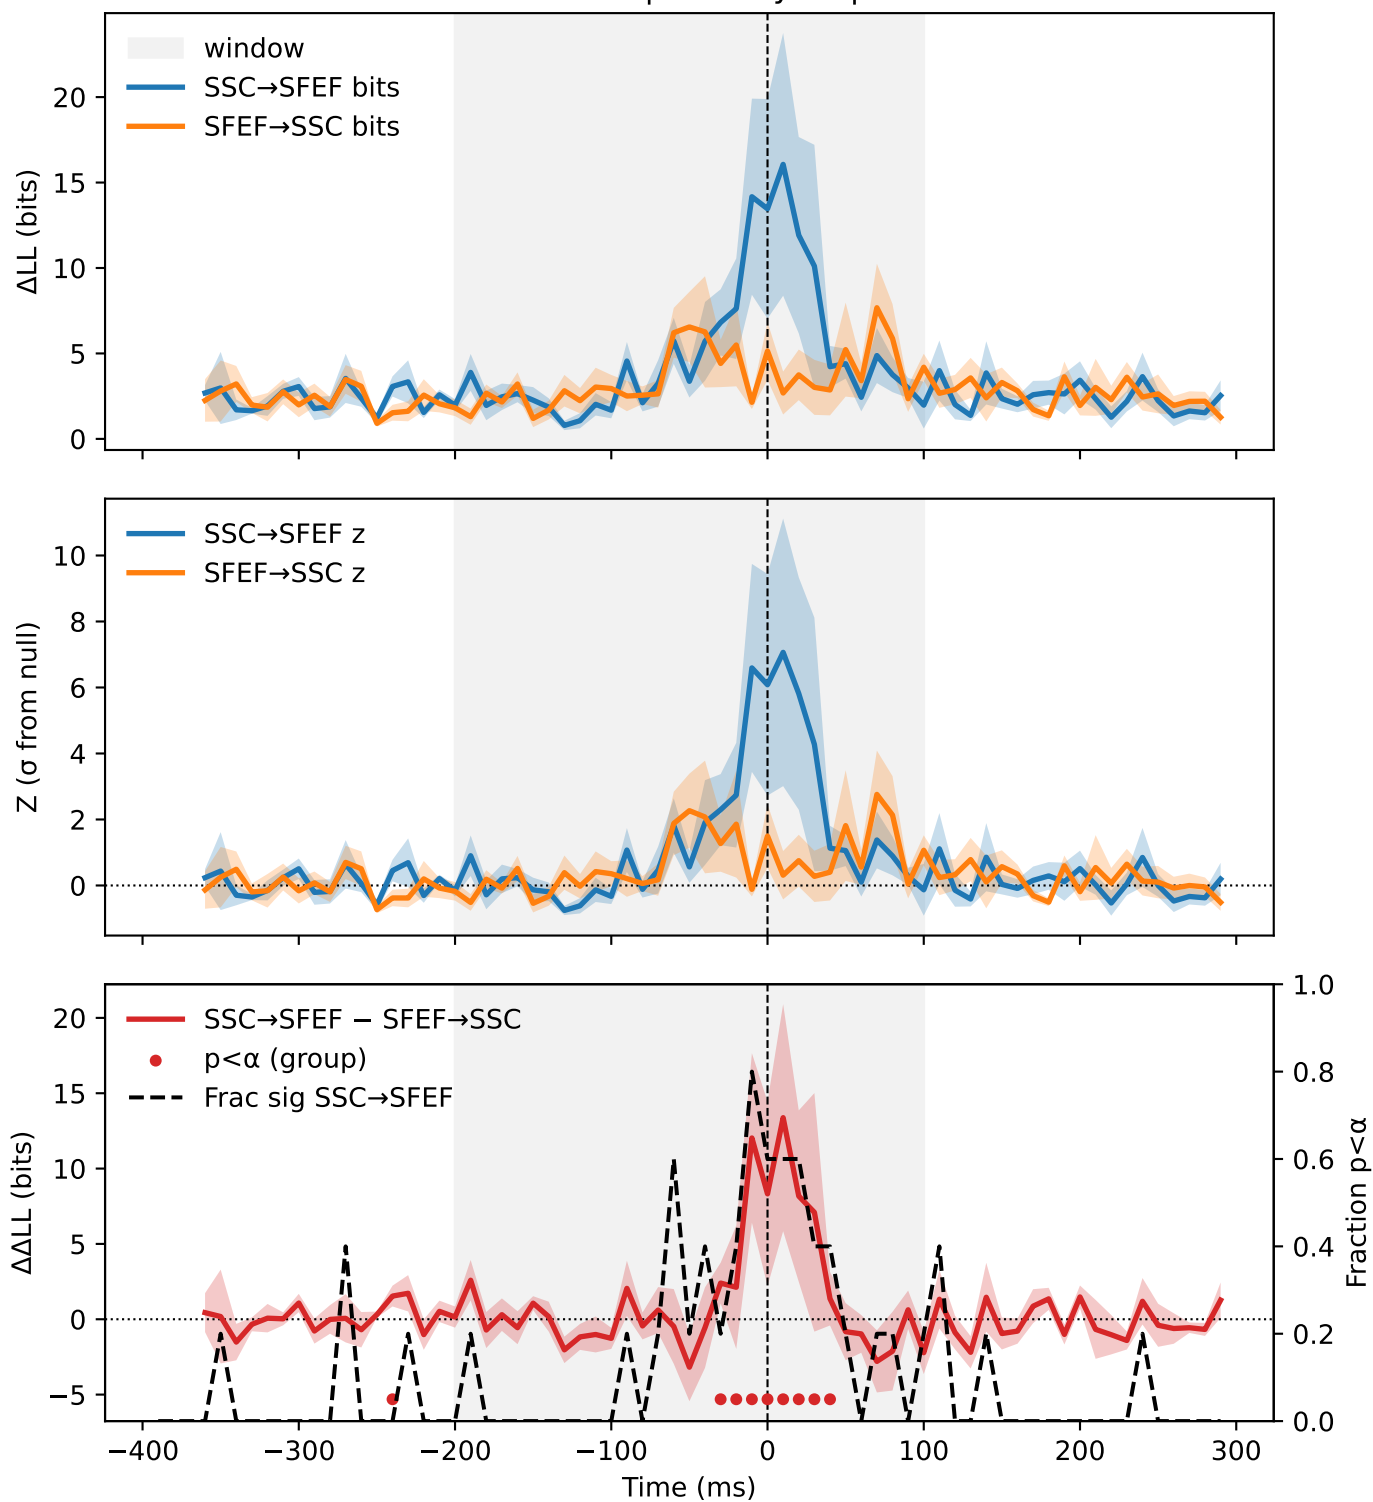 window
SSC→SFEF bits
SFEF→SSC bits
ΔLL (bits)
20
15
10
5
0
SSC→SFEF z
SFEF→SSC z
Z (σ from null)
10
8
6
4
2
0
SSC→SFEF − SFEF→SSC
p<α (group)
Frac sig SSC→SFEF
ΔΔLL (bits)
20
15
10
5
0
−5
1.0
0.8
0.6
0.4
0.2
0.0
Fraction p<α
−400 −300 −200 −100 0 100 200 300
Time (ms)